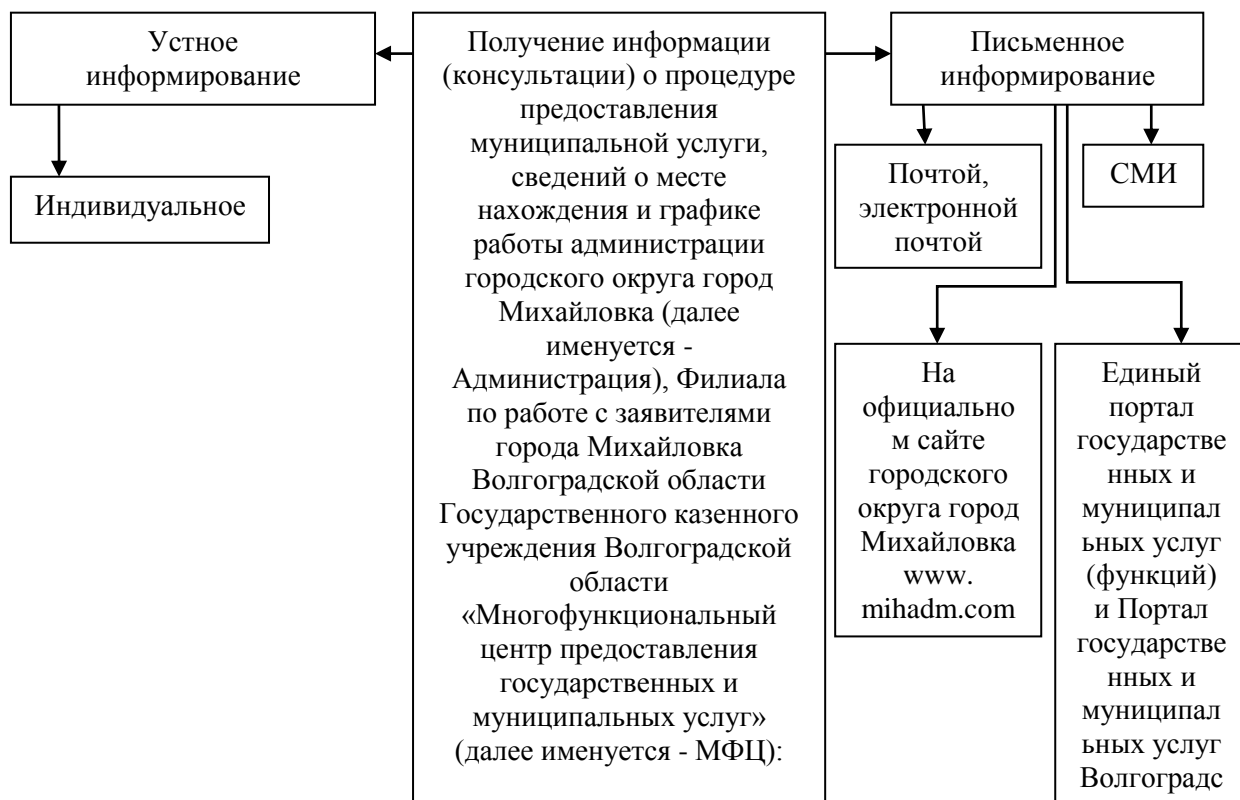 Устное
информирование
Индивидуальное
Получение информации
(консультации) о процедуре
предоставления
муниципальной услуги,
сведений о месте
нахождения и графике
работы администрации
городского округа город
Михайловка (далее
именуется -
Администрация), Филиала
по работе с заявителями
города Михайловка
Волгоградской области
Государственного казенного
учреждения Волгоградской
области
«Многофункциональный
центр предоставления
государственных и
муниципальных услуг»
(далее именуется - МФЦ):
Письменное
информирование
Почтой,
электронной
почтой
СМИ
На
официально
м сайте
городского
округа город
Михайловка
www.
mihadm.com
Единый
портал
государстве
нных и
муниципал
ьных услуг
(функций)
и Портал
государстве
нных и
муниципал
ьных услуг
Волгоградс